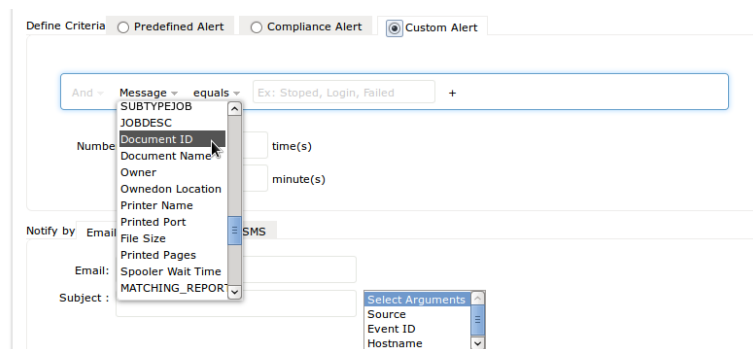 Define Criteria Predefined Alert Compliance Alert Custom Alert
And Message equals Ex: Stoped, Login, Failed +
SUBTYPEJOB
JOBDESC
Document ID
Numbe time(s)
Document Name
Owner
minute(s)
Ownedon Location
Printer Name
Printed Port
Notify by Email SMS
File Size
Printed Pages
Email: Spooler Wait Time
MATCHING_REPORT
Subject : Select Arguments
Source
Event ID
Hostname